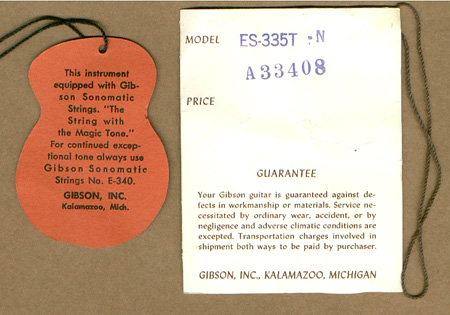 This instrument
equipped with Gib-
son Sonomatic
Strings. "The
String with
the Magic Tone."
For continued excep-
tional tone always use
Gibson Sonomatic
Strings No. E-340.
GIBSON, INC.
Kalamazoo, Mich.
MODEL ES-335T -N
A33408
PRICE
GUARANTEE
Your Gibson guitar is guaranteed against de-
fects in workmanship or materials. Service ne-
cessitated by ordinary wear, accident, or by
negligence and adverse climatic conditions are
excepted. Transportation charges involved in
shipment both ways to be paid by purchaser.
GIBSON, INC., KALAMAZOO, MICHIGAN